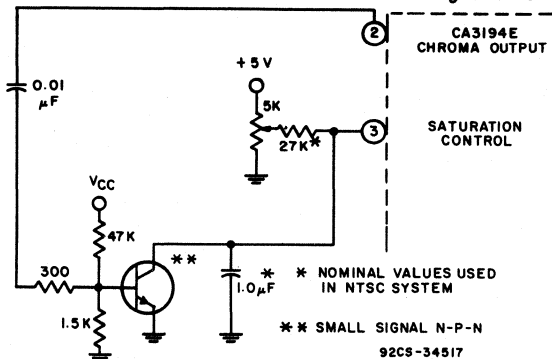 2
CA3194E
CHROMA OUTPUT
0.01
µF
+5V
5K
27K*
3
SATURATION
CONTROL
VCC
47K
**
300
1.0µF
*
* NOMINAL VALUES USED
IN NTSC SYSTEM
1.5K
** SMALL SIGNAL N-P-N
92CS-34517